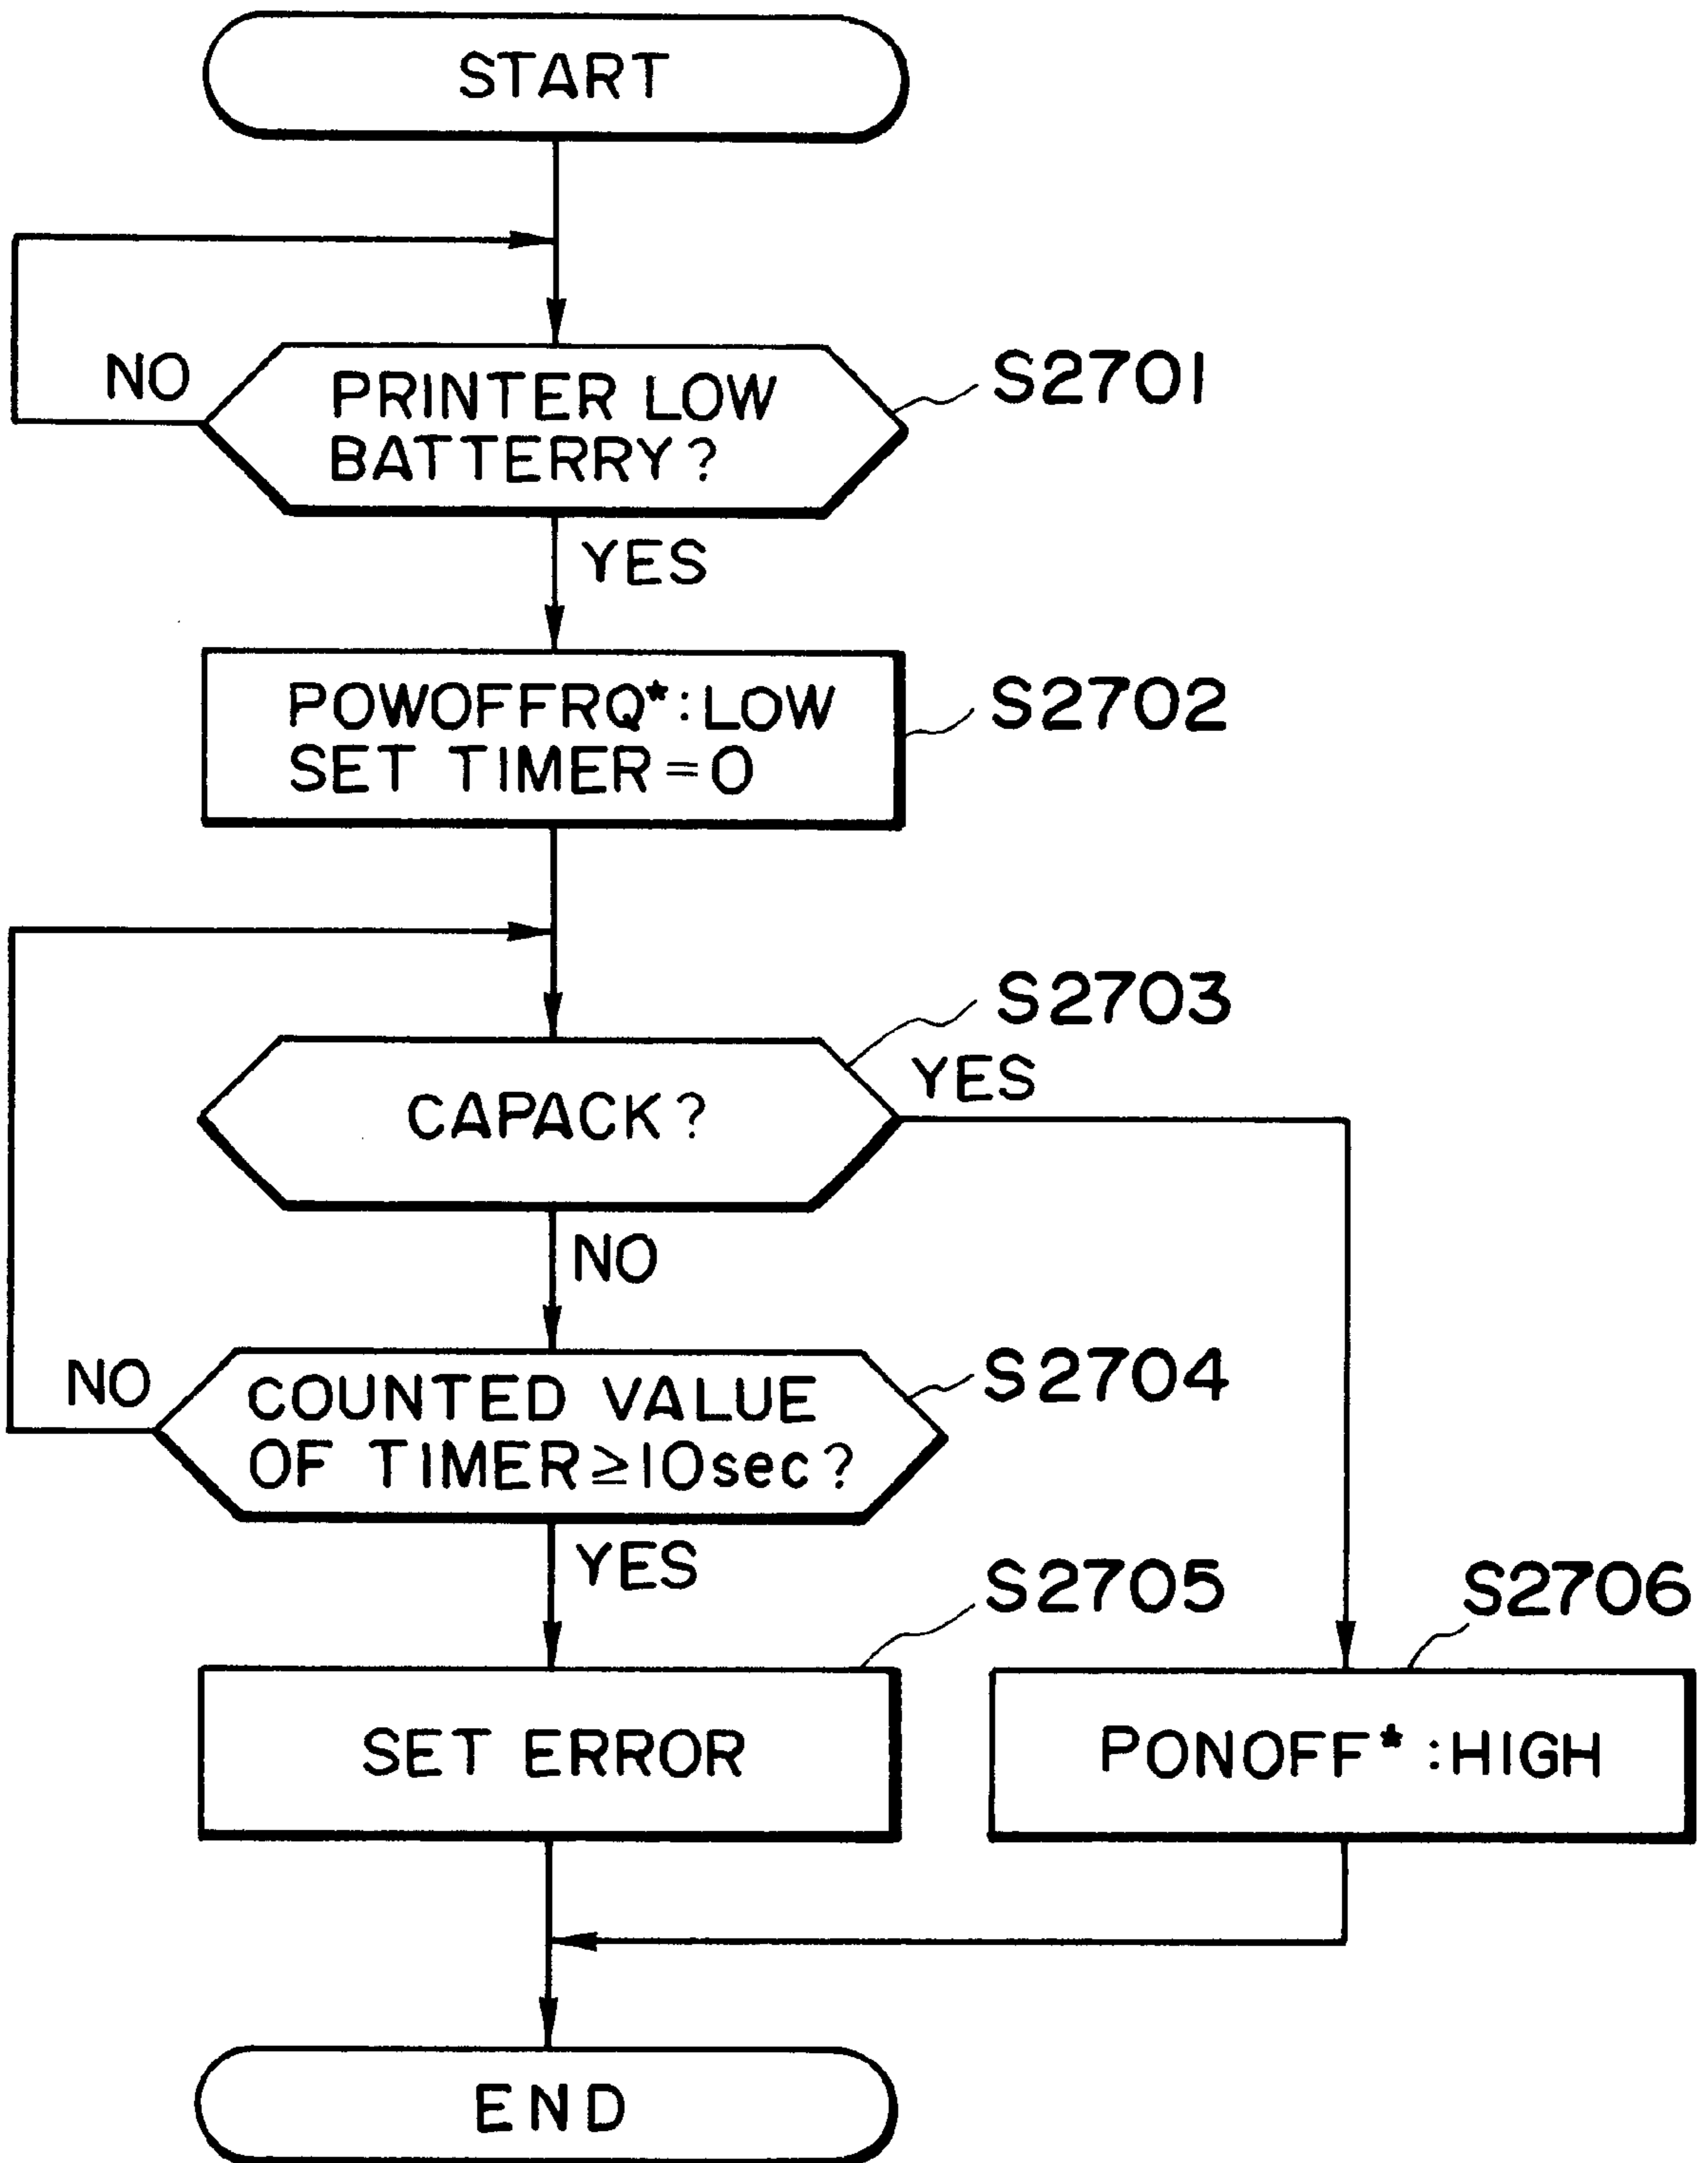 START
NO
PRINTER LOW
BATTERRY?
S2701
YES
POWOFFRQ*:LOW
SET TIMER=0
S2702
S2703
CAPACK?
YES
NO
NO
COUNTED VALUE
OF TIMER≥10sec?
S2704
YES
S2705
S2706
SET ERROR
PONOFF*:HIGH
END